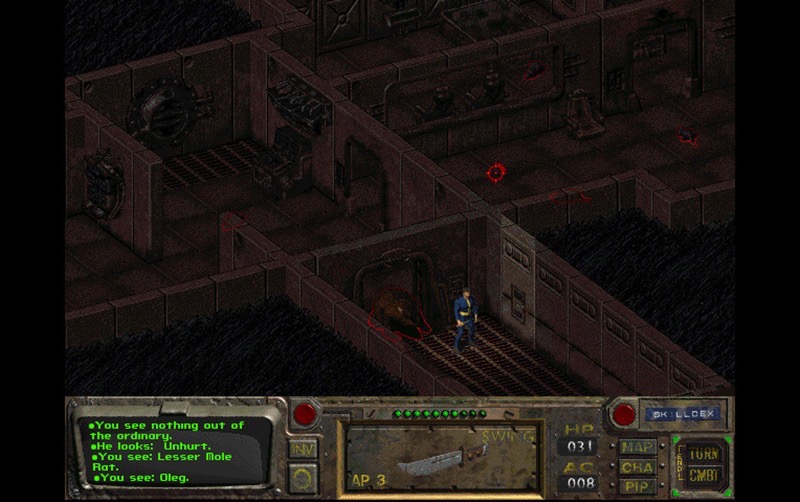 •You see nothing out of
the ordinary.
•He looks: Unhurt.
•You see: Lesser Mole
Rat.
•You see: Oleg.
INV
SWING
AP 3
HP
031
AC
008
SKILLDEX
MAP
CHA
PIP
END
TURN
CMBT